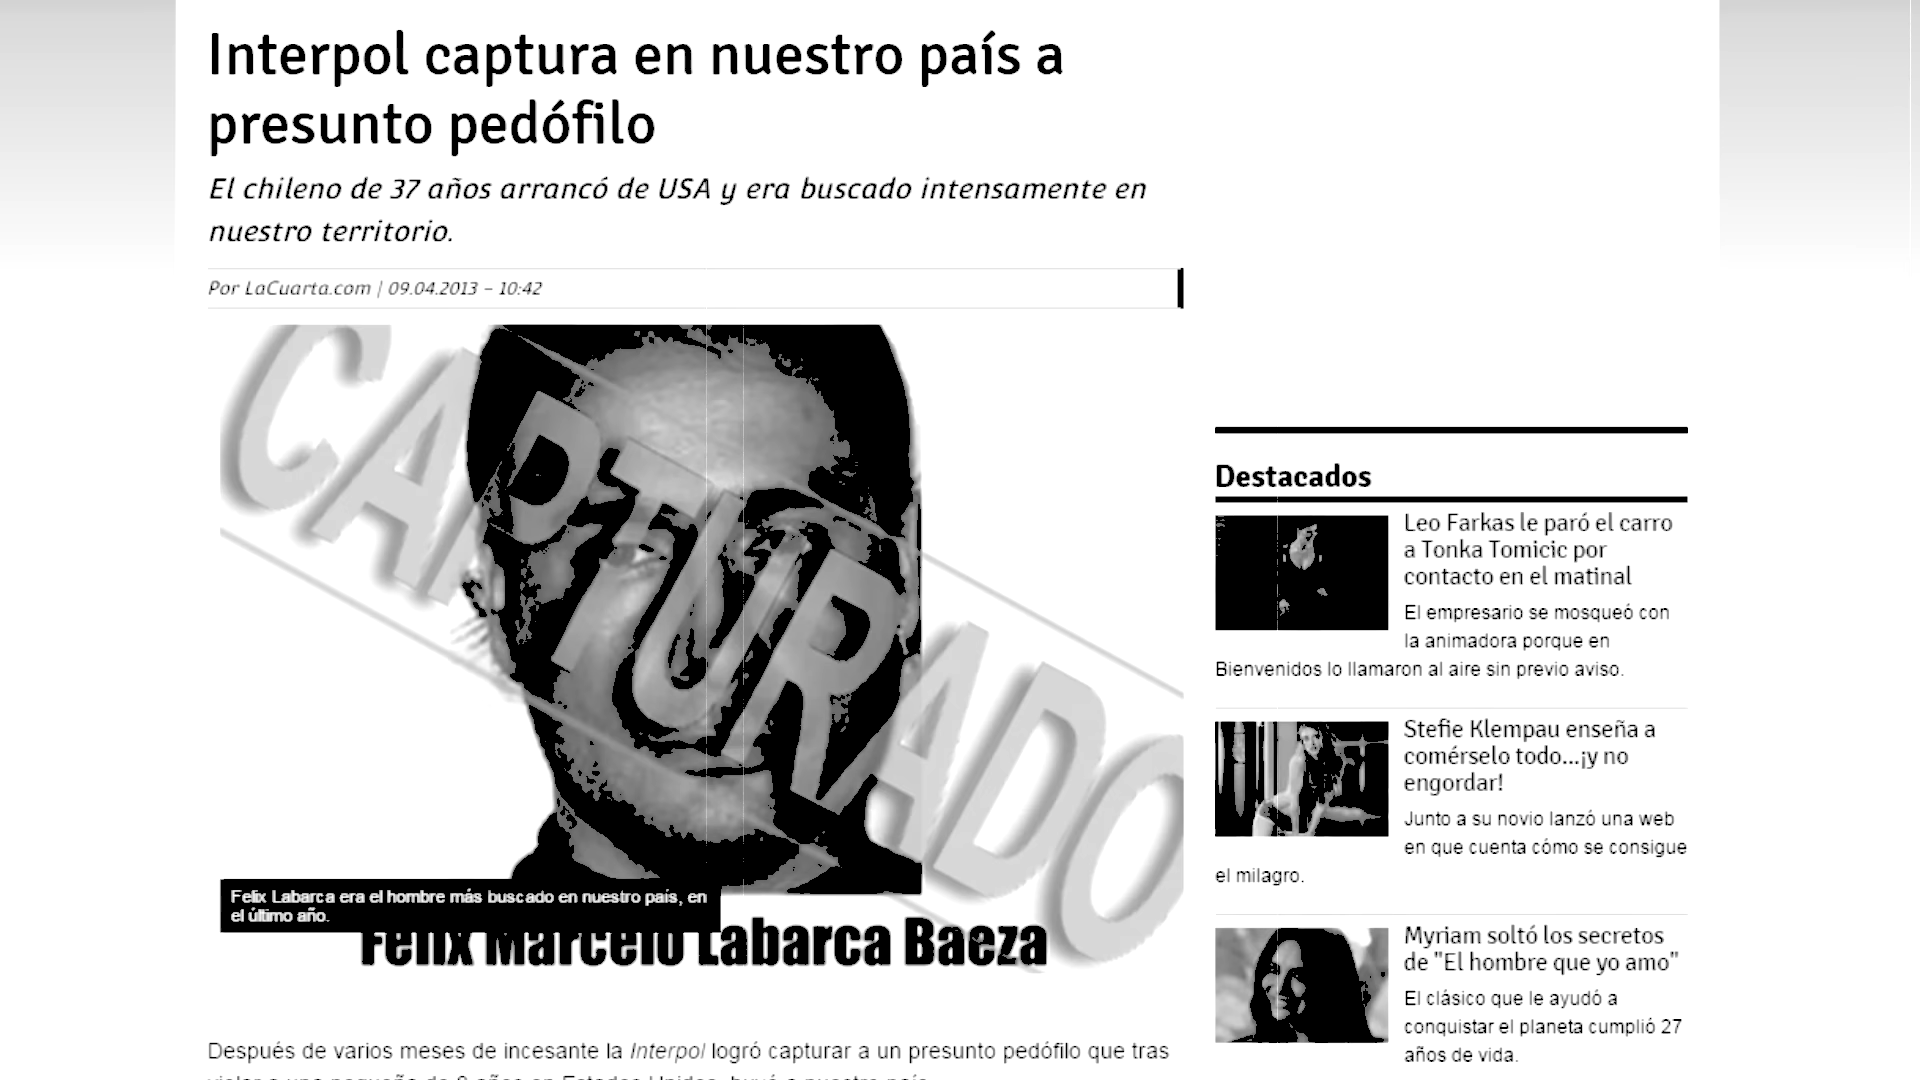 Interpol captura en nuestro país a
presunto pedófilo
El chileno de 37 años arrancó de USA y era buscado intensamente en
nuestro territorio.
Por LaCuarta.com | 09.04.2013 – 10:42
CAPTURADO
Felix Labarca era el hombre más buscado en nuestro país, en
el último año.
Felix Marcelo Labarca Baeza
Después de varios meses de incesante la Interpol logró capturar a un presunto pedófilo que tras
Destacados
Leo Farkas le paró el carro
a Tonka Tomicic por
contacto en el matinal
El empresario se mosqueó con
la animadora porque en
Bienvenidos lo llamaron al aire sin previo aviso.
Stefie Klempau enseña a
comérselo todo...¡y no
engordar!
Junto a su novio lanzó una web
en que cuenta cómo se consigue
el milagro.
Myriam soltó los secretos
de "El hombre que yo amo"
El clásico que le ayudó a
conquistar el planeta cumplió 27
años de vida.